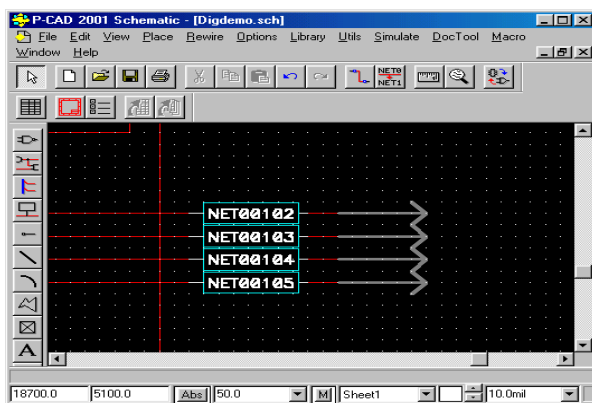 P-CAD 2001 Schematic - [Digdemo.sch]
File Edit View Place Rewire Options Library Utils Simulate DocTool Macro
Window Help
NET0
NET1
NET00102
NET00103
NET00104
NET00105
A
18700.0 5100.0 Abs 50.0 M Sheet1 10.0mil